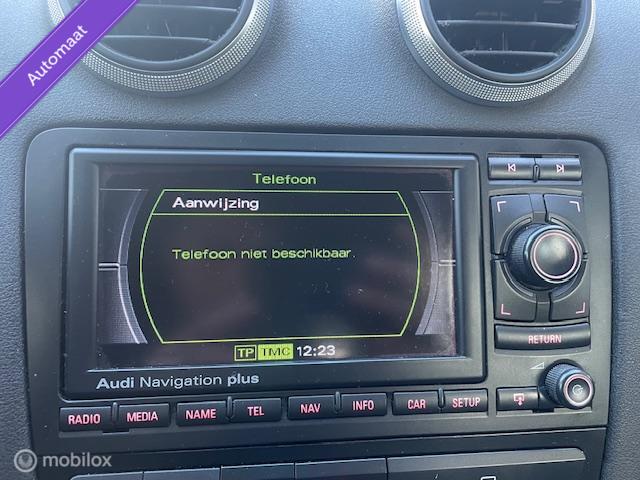 Automaat
Telefoon
Aanwijzing
Telefoon niet beschikbaar.
TP TMC 12:23
RETURN
Audi Navigation plus
RADIO MEDIA NAME TEL NAV INFO CAR SETUP
mobilox